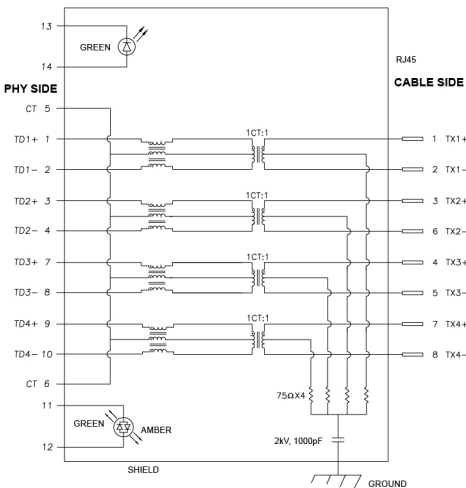 13
GREEN
14
RJ45
PHY SIDE
CABLE SIDE
CT 5
TD1+ 1
1CT:1
1 TX1+
TD1- 2
2 TX1-
TD2+ 3
1CT:1
3 TX2+
TD2- 4
6 TX2-
TD3+ 7
1CT:1
4 TX3+
TD3- 8
5 TX3-
TD4+ 9
1CT:1
7 TX4+
TD4- 10
8 TX4-
CT 6
75ΩX4
11
GREEN
AMBER
12
2kV, 1000pF
SHIELD
GROUND